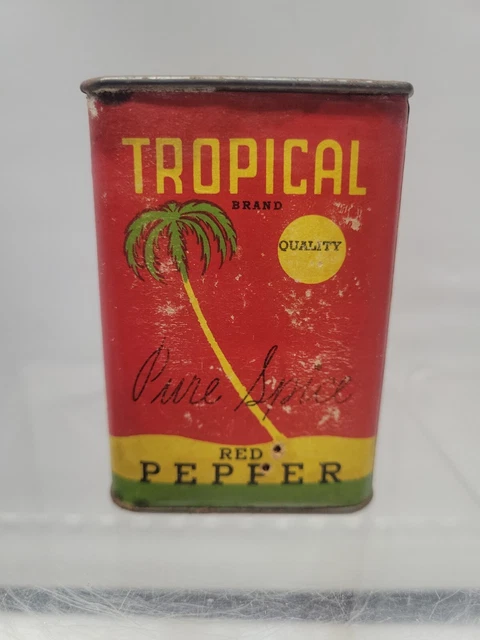 TROPICAL
BRAND
QUALITY
Pure Spice
RED
PEPPER